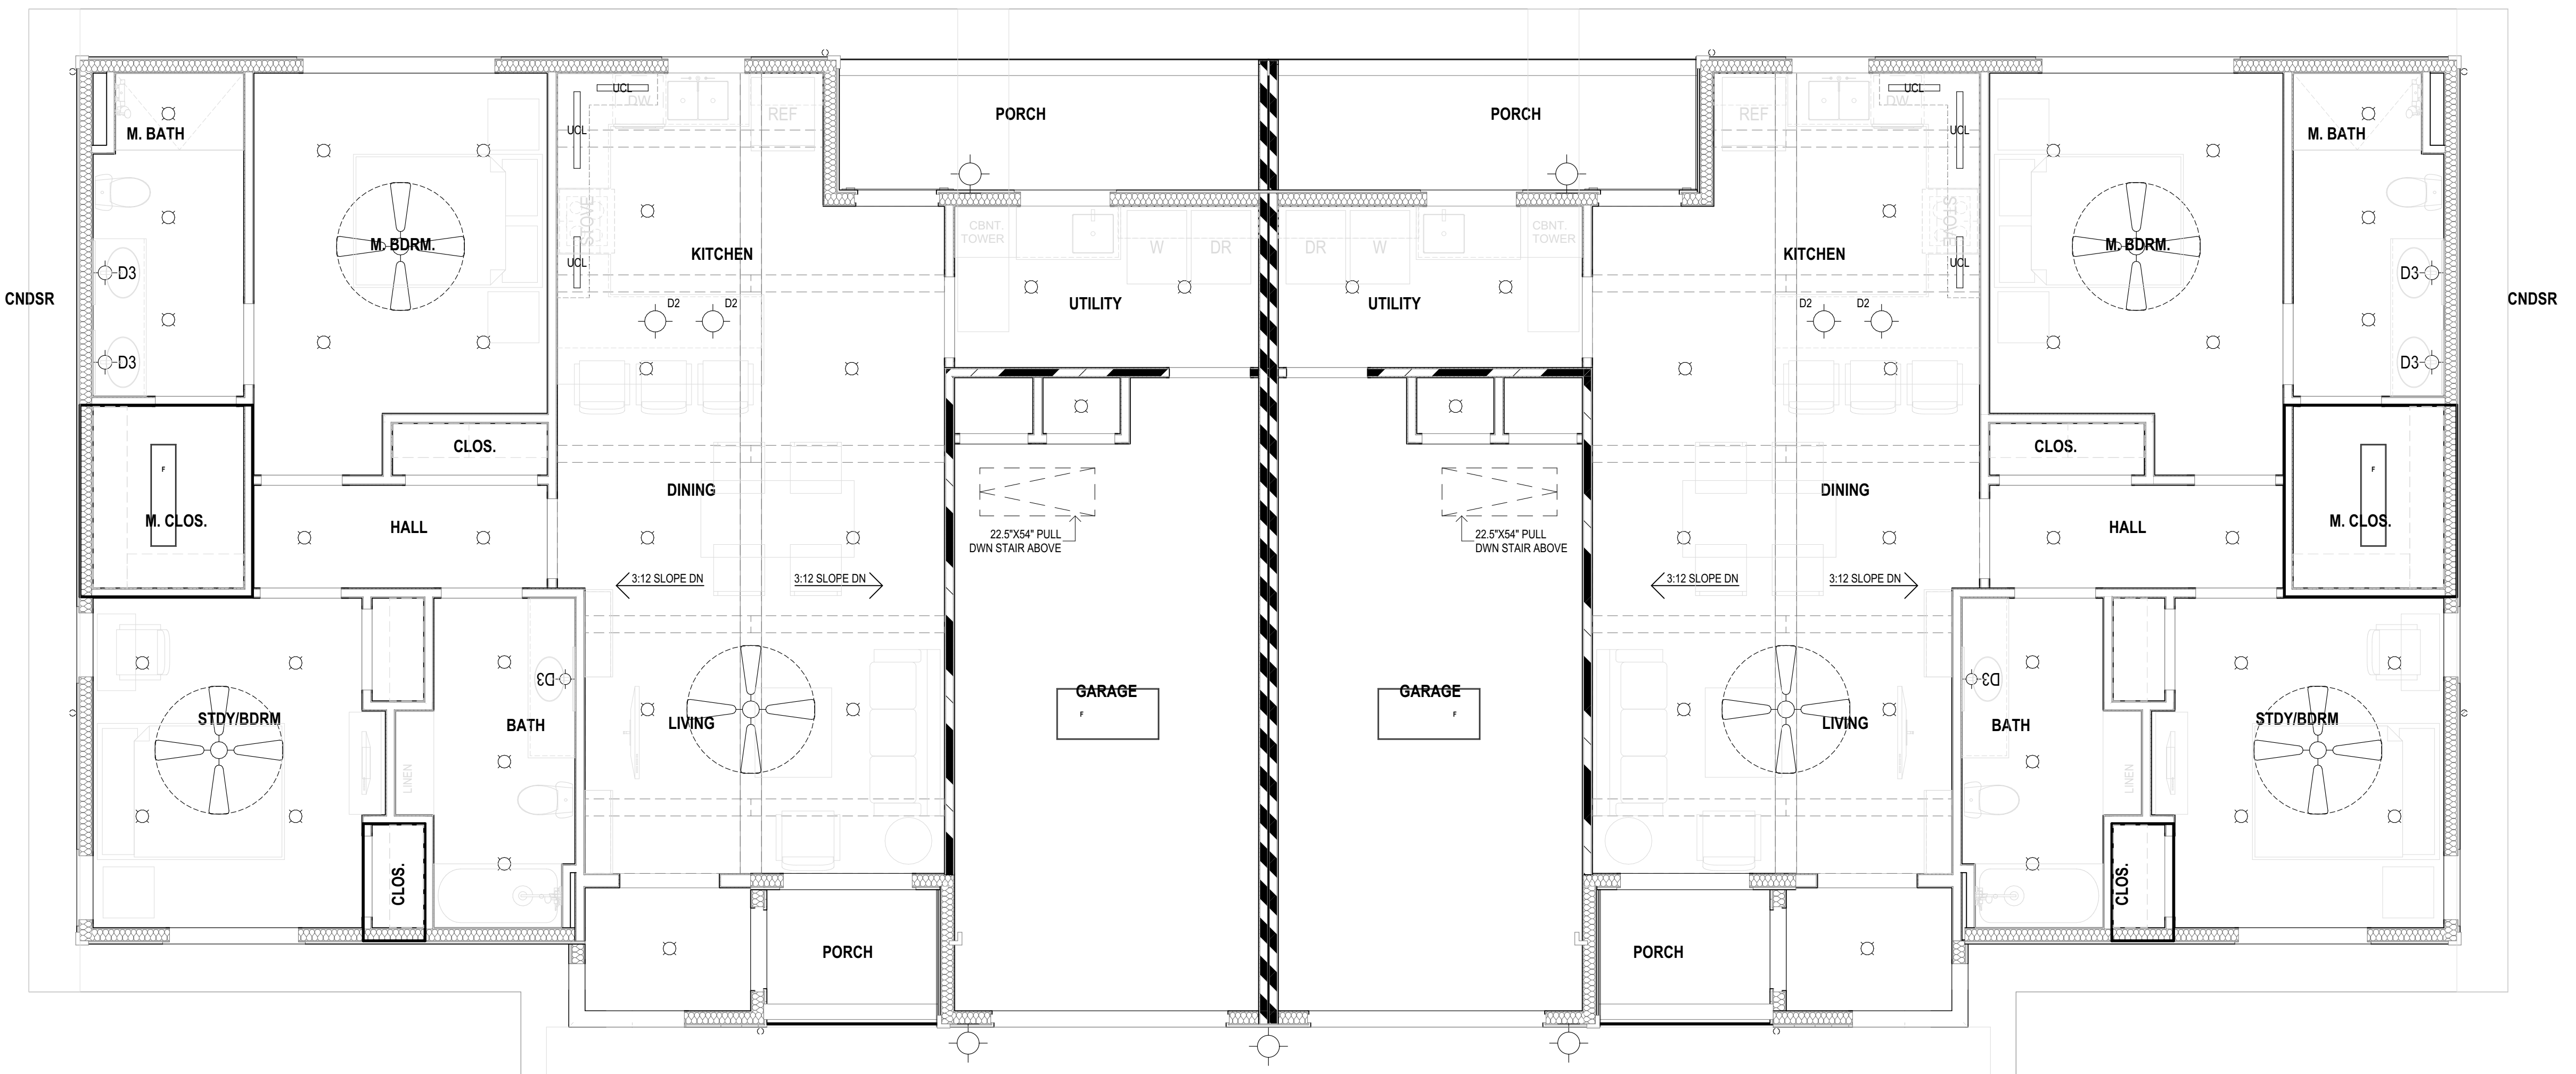 UCL
UCL
DW
REF
PORCH
PORCH
REF
DW
UCL
UCL
M. BATH
M. BATH
STOVE
STOVE
CBNT.
TOWER
W
DR
DR
W
CBNT.
TOWER
M. BDRM.
M. BDRM.
KITCHEN
KITCHEN
UCL
UCL
D3
D3
CNDSR
CNDSR
D2
D2
UTILITY
UTILITY
D2
D2
D3
D3
CLOS.
CLOS.
F
F
DINING
DINING
M. CLOS.
HALL
22.5"X54" PULL
DWN STAIR ABOVE
22.5"X54" PULL
DWN STAIR ABOVE
HALL
M. CLOS.
3:12 SLOPE DN
3:12 SLOPE DN
3:12 SLOPE DN
3:12 SLOPE DN
D3
D3
GARAGE
F
GARAGE
F
STDY/BDRM
BATH
LIVING
LIVING
BATH
STDY/BDRM
LINEN
LINEN
CLOS.
CLOS.
PORCH
PORCH